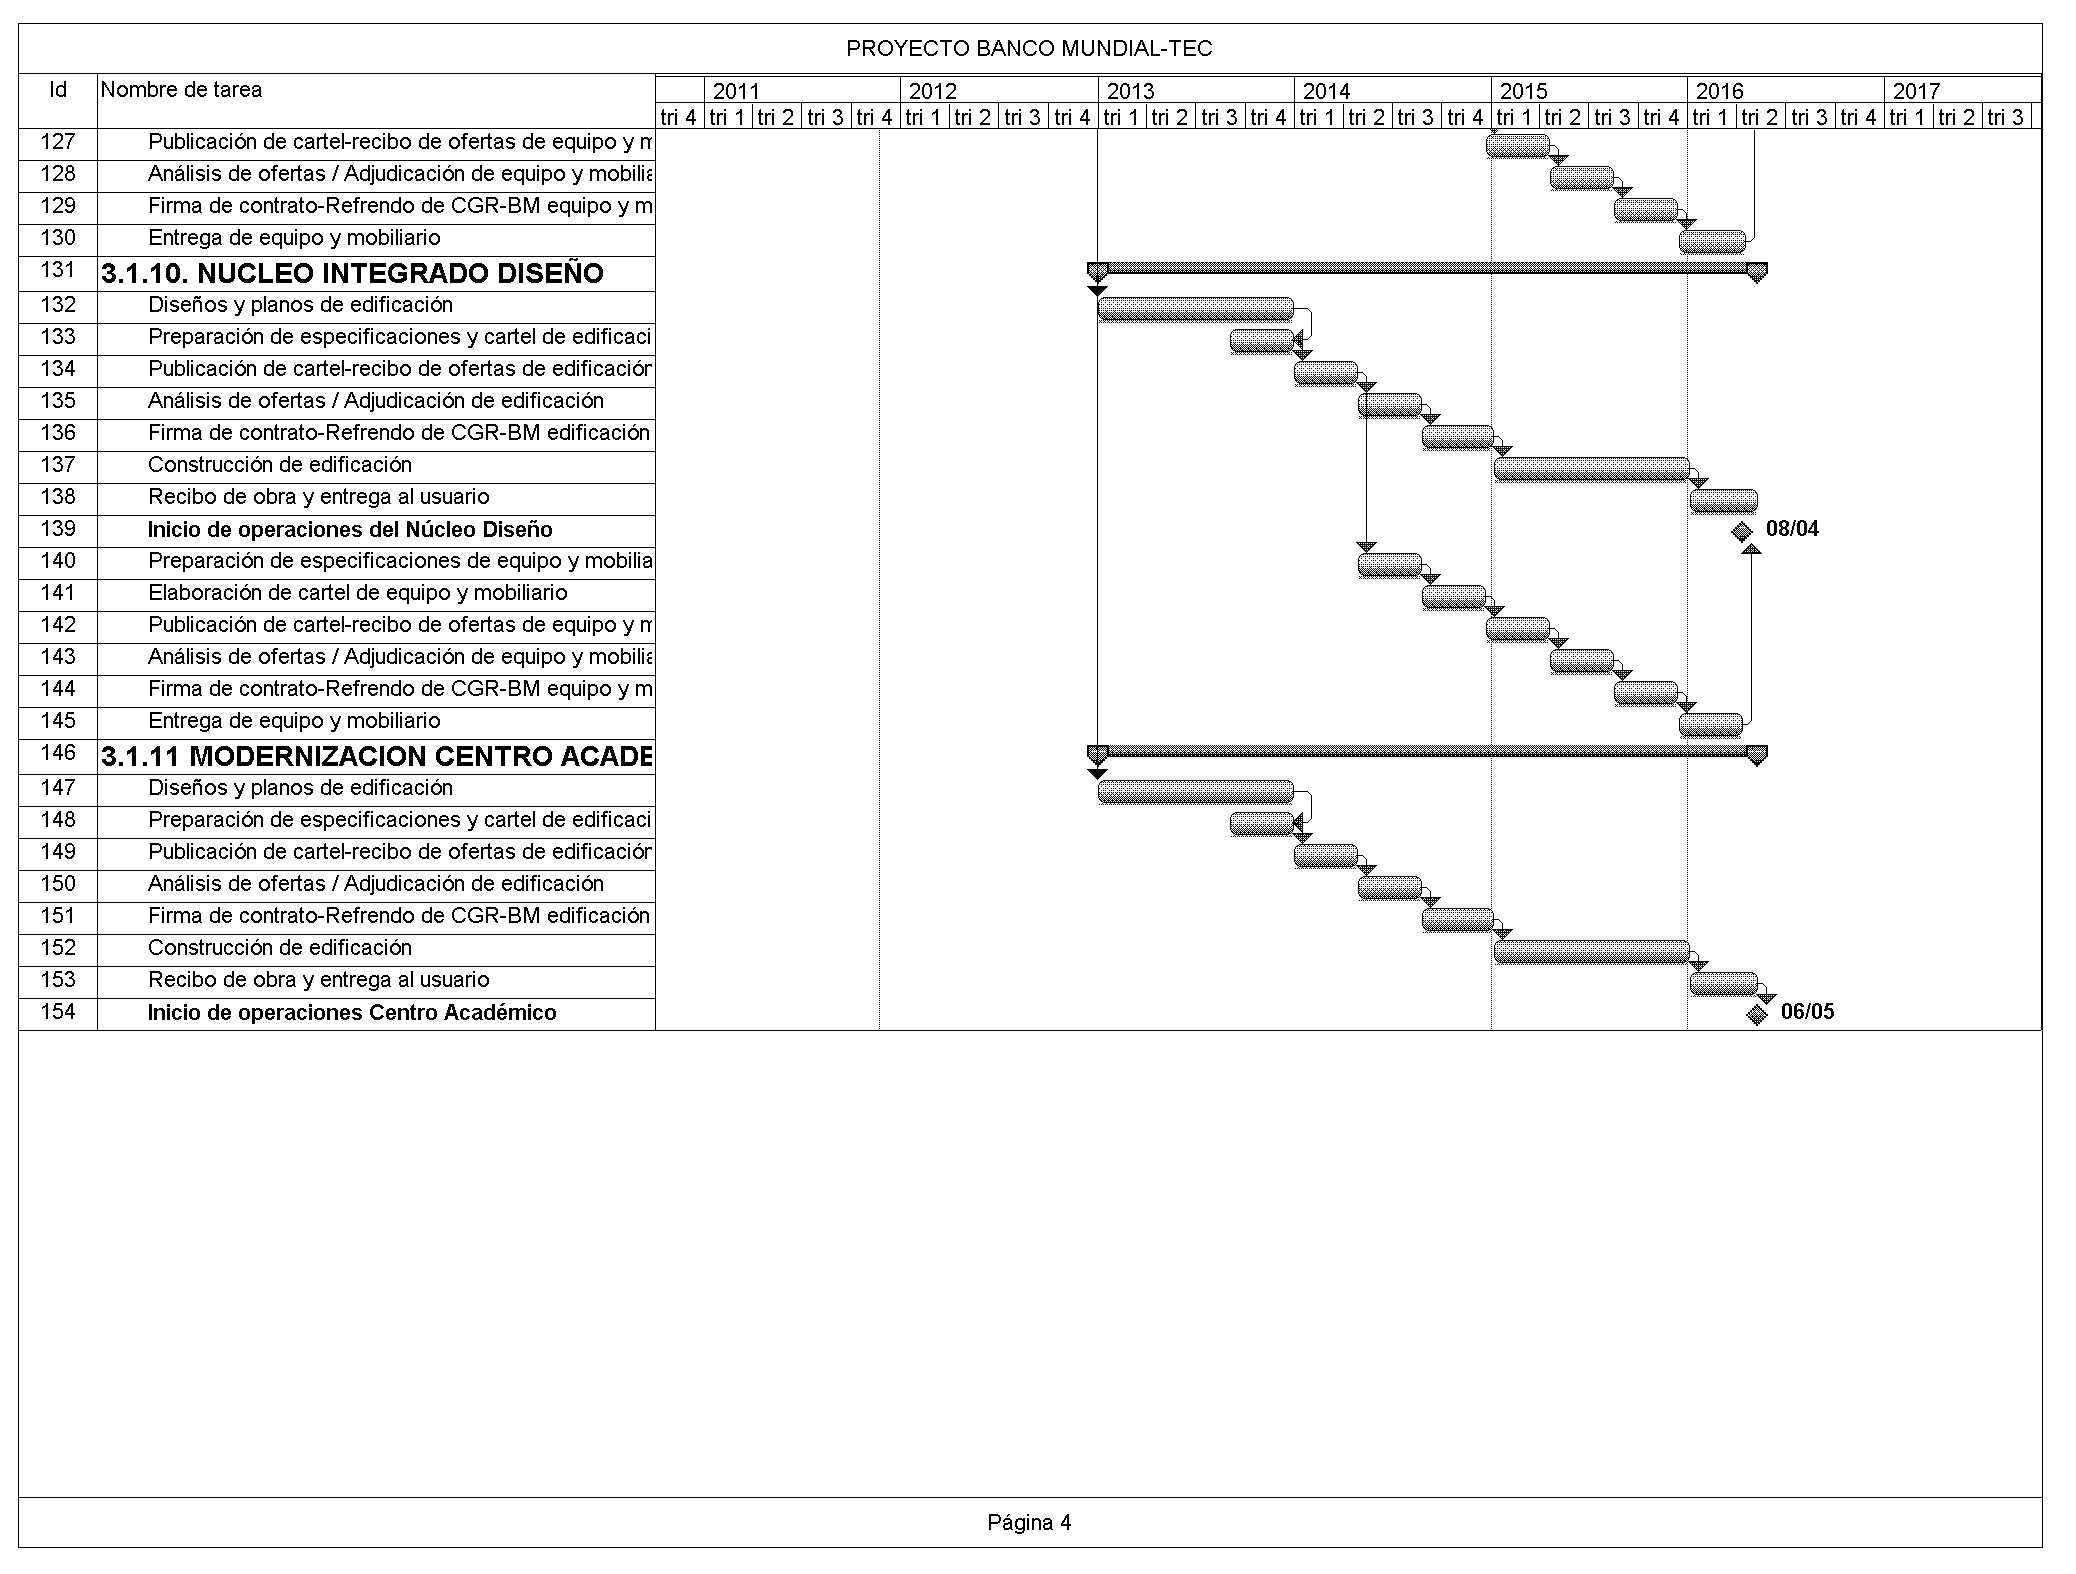 PROYECTO BANCO MUNDIAL-TEC
Id Nombre de tarea
2011 2012 2013 2014 2015 2016 2017
tri 4 tri 1 tri 2 tri 3 tri 4 tri 1 tri 2 tri 3 tri 4 tri 1 tri 2 tri 3 tri 4 tri 1 tri 2 tri 3 tri 4 tri 1 tri 2 tri 3 tri 4 tri 1 tri 2 tri 3 tri 4 tri 1 tri 2 tri 3
127 Publicación de cartel-recibo de ofertas de equipo y
128 Análisis de ofertas / Adjudicación de equipo y mobilia
129 Firma de contrato-Refrendo de CGR-BM equipo y m
130 Entrega de equipo y mobiliario
131 3.1.10. NUCLEO INTEGRADO DISEÑO
132 Diseños y planos de edificación
133 Preparación de especificaciones y cartel de edificaci
134 Publicación de cartel-recibo de ofertas de edificación
135 Análisis de ofertas / Adjudicación de edificación
136 Firma de contrato-Refrendo de CGR-BM edificación
137 Construcción de edificación
138 Recibo de obra y entrega al usuario
139 Inicio de operaciones del Núcleo Diseño 08/04
140 Preparación de especificaciones de equipo y mobilia
141 Elaboración de cartel de equipo y mobiliario
142 Publicación de cartel-recibo de ofertas de equipo y
143 Análisis de ofertas / Adjudicación de equipo y mobilia
144 Firma de contrato-Refrendo de CGR-BM equipo y m
145 Entrega de equipo y mobiliario
146 3.1.11 MODERNIZACION CENTRO ACADE
147 Diseños y planos de edificación
148 Preparación de especificaciones y cartel de edificaci
149 Publicación de cartel-recibo de ofertas de edificación
150 Análisis de ofertas / Adjudicación de edificación
151 Firma de contrato-Refrendo de CGR-BM edificación
152 Construcción de edificación
153 Recibo de obra y entrega al usuario
154 Inicio de operaciones Centro Académico 06/05
Página 4